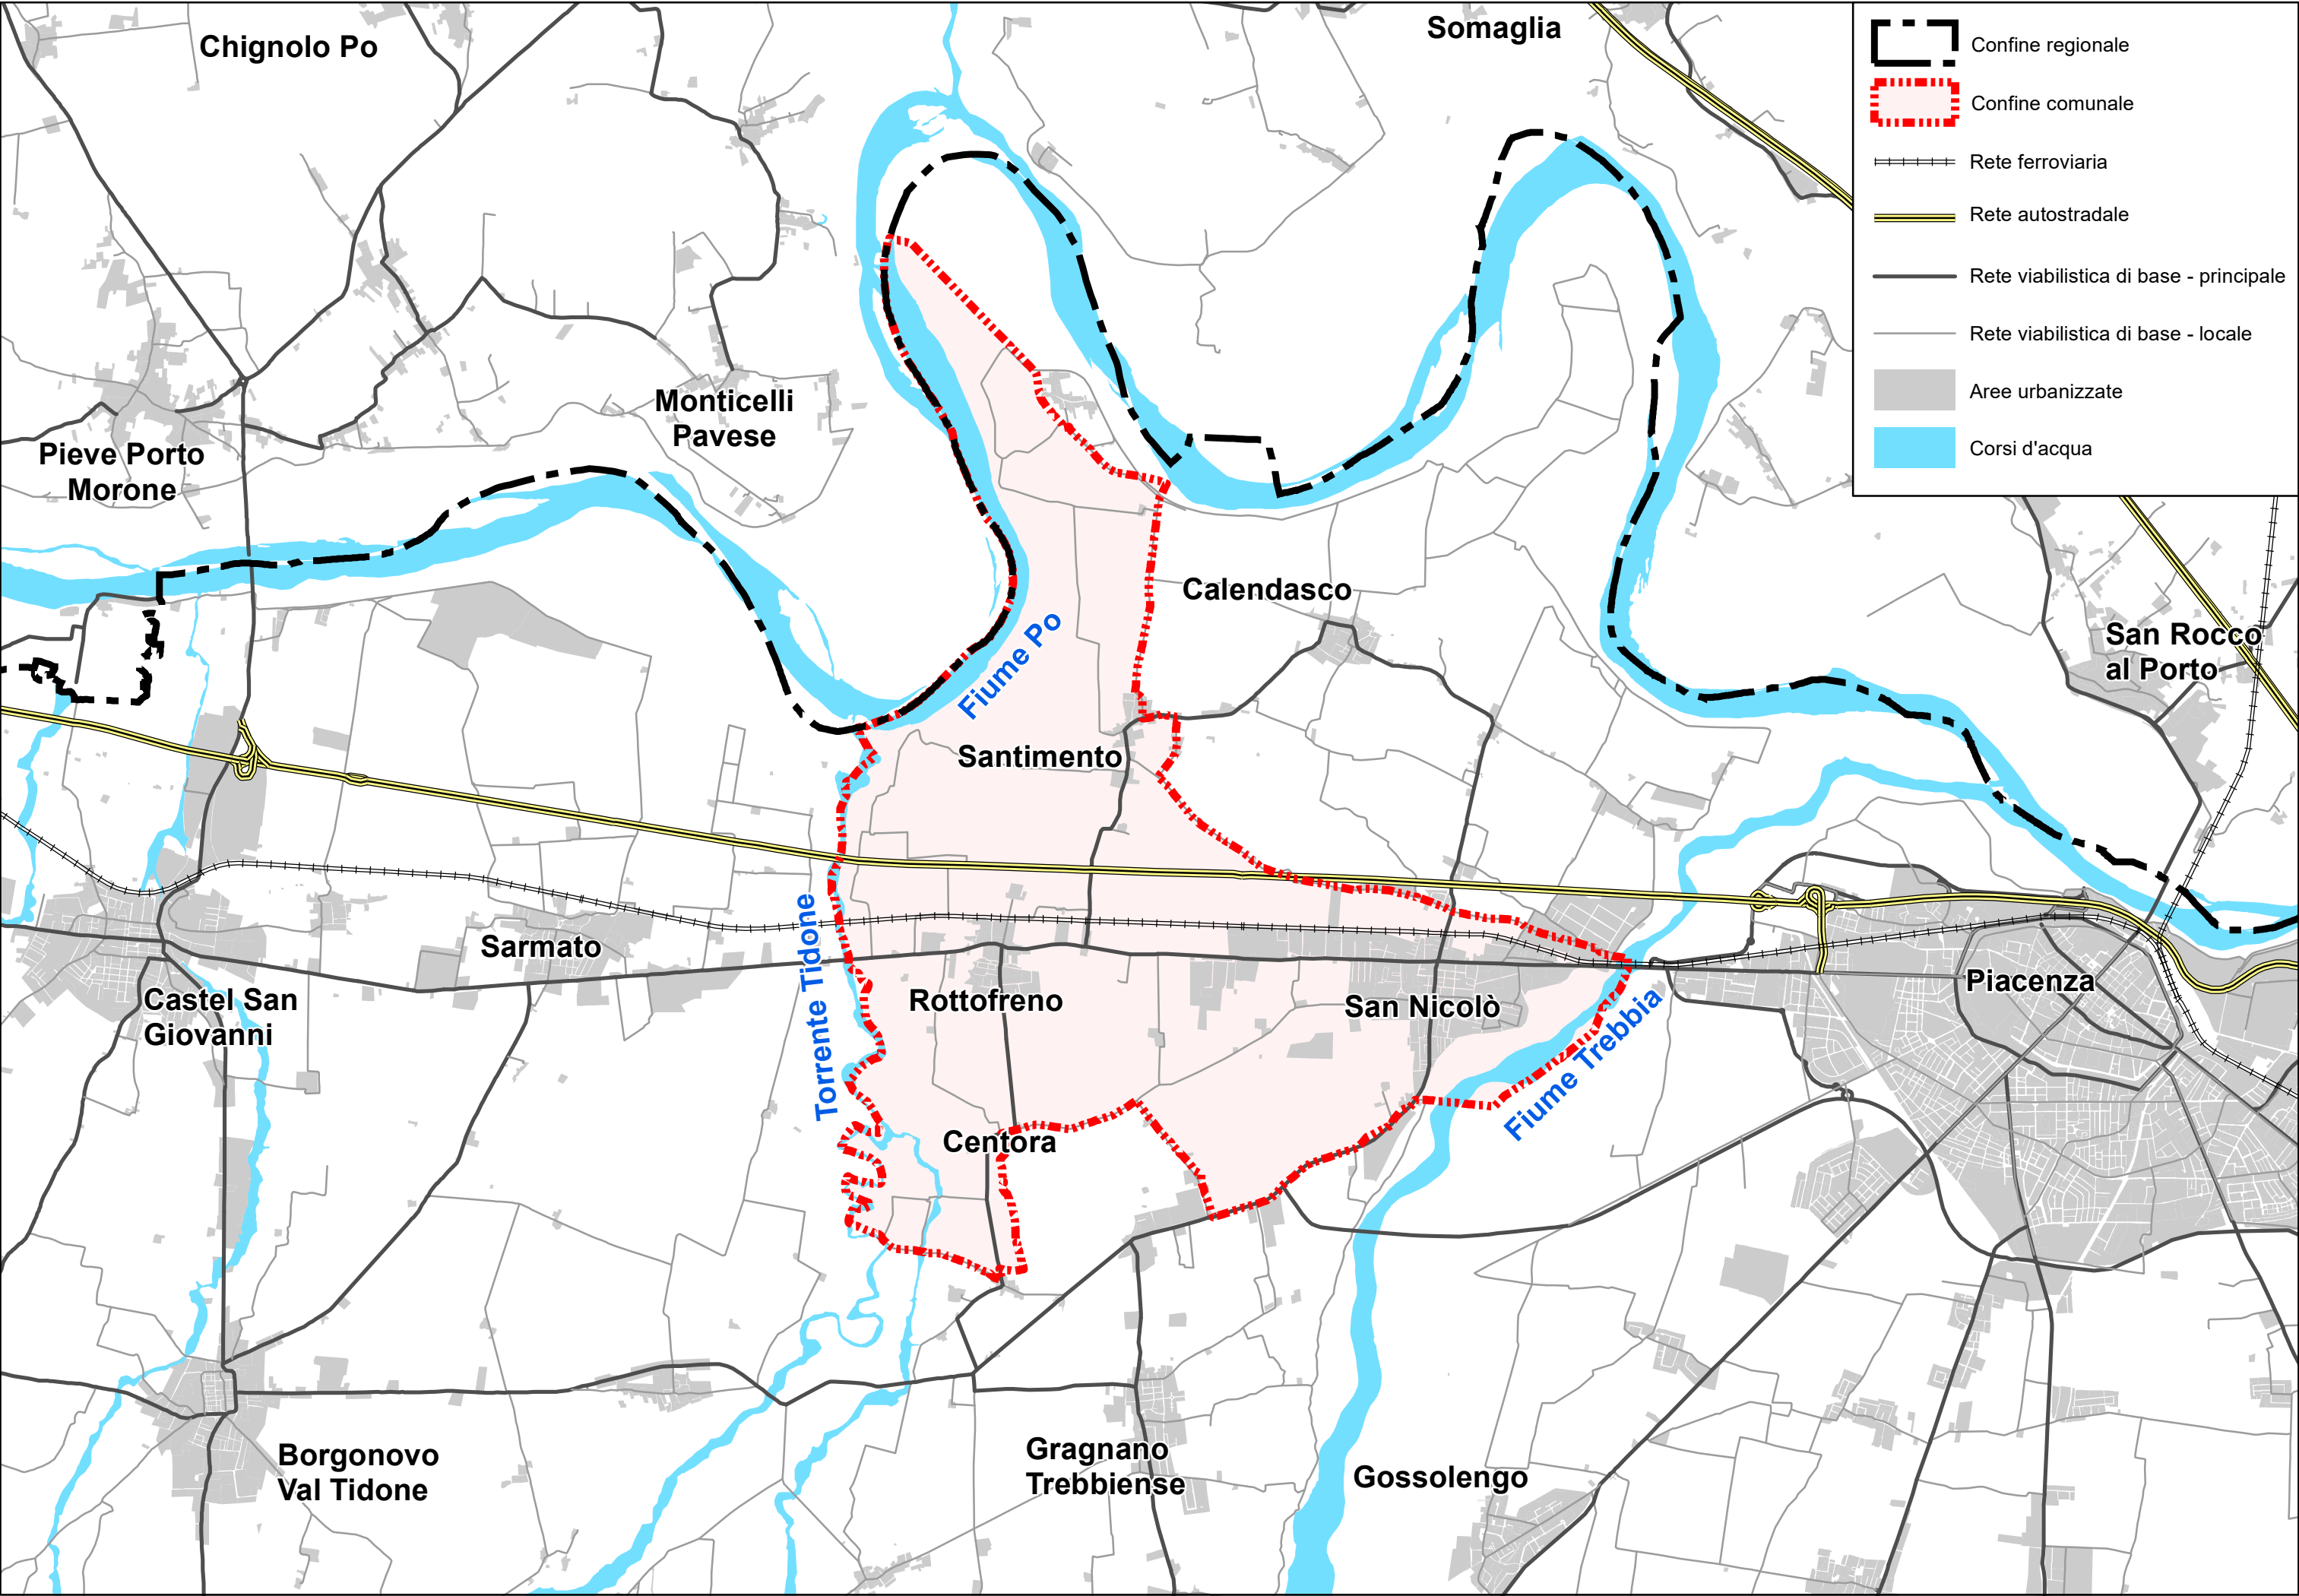 Chignolo Po
Somaglia
Confine regionale
Confine comunale
Rete ferroviaria
Rete autostradale
Rete viabilistica di base - principale
Rete viabilistica di base - locale
Aree urbanizzate
Corsi d'acqua
Monticelli
Pavese
Pieve Porto
Morone
Calendasco
Fiume Po
San Rocco
al Porto
Santimento
Torrente Tidone
Sarmato
Castel San
Giovanni
Rottofreno
San Nicolò
Piacenza
Fiume Trebbia
Centora
Borgonovo
Val Tidone
Gragnano
Trebbiense
Gossolengo